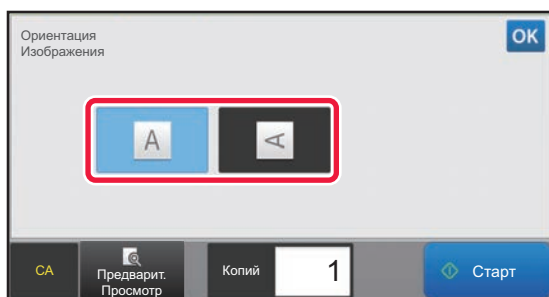 Ориентация
Изображения
OK
A
A
CA
Предварит.
Просмотр
Копий
1
Старт